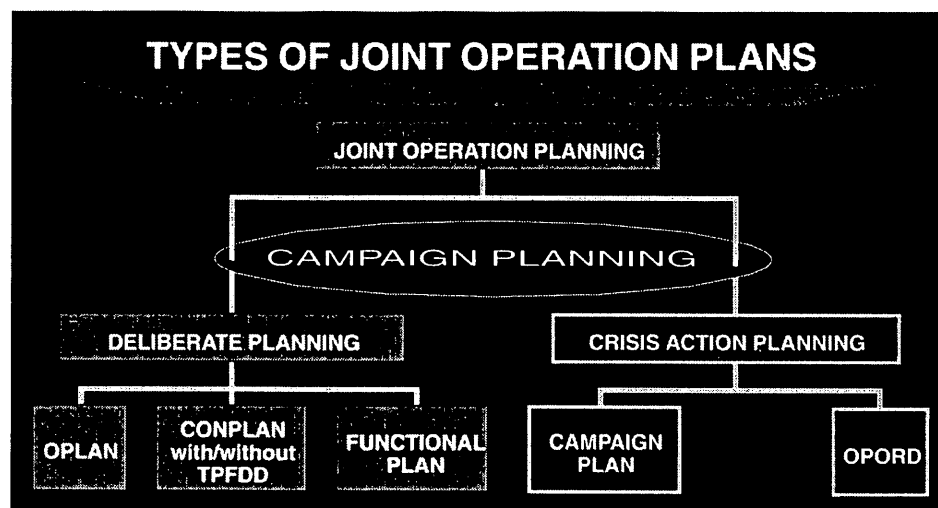 TYPES OF JOINT OPERATION PLANS
JOINT OPERATION PLANNING
CAMPAIGN PLANNING
DELIBERATE PLANNING
CRISIS ACTION PLANNING
OPLAN
CONPLAN
with/without
TPFDD
FUNCTIONAL
PLAN
CAMPAIGN
PLAN
OPORD